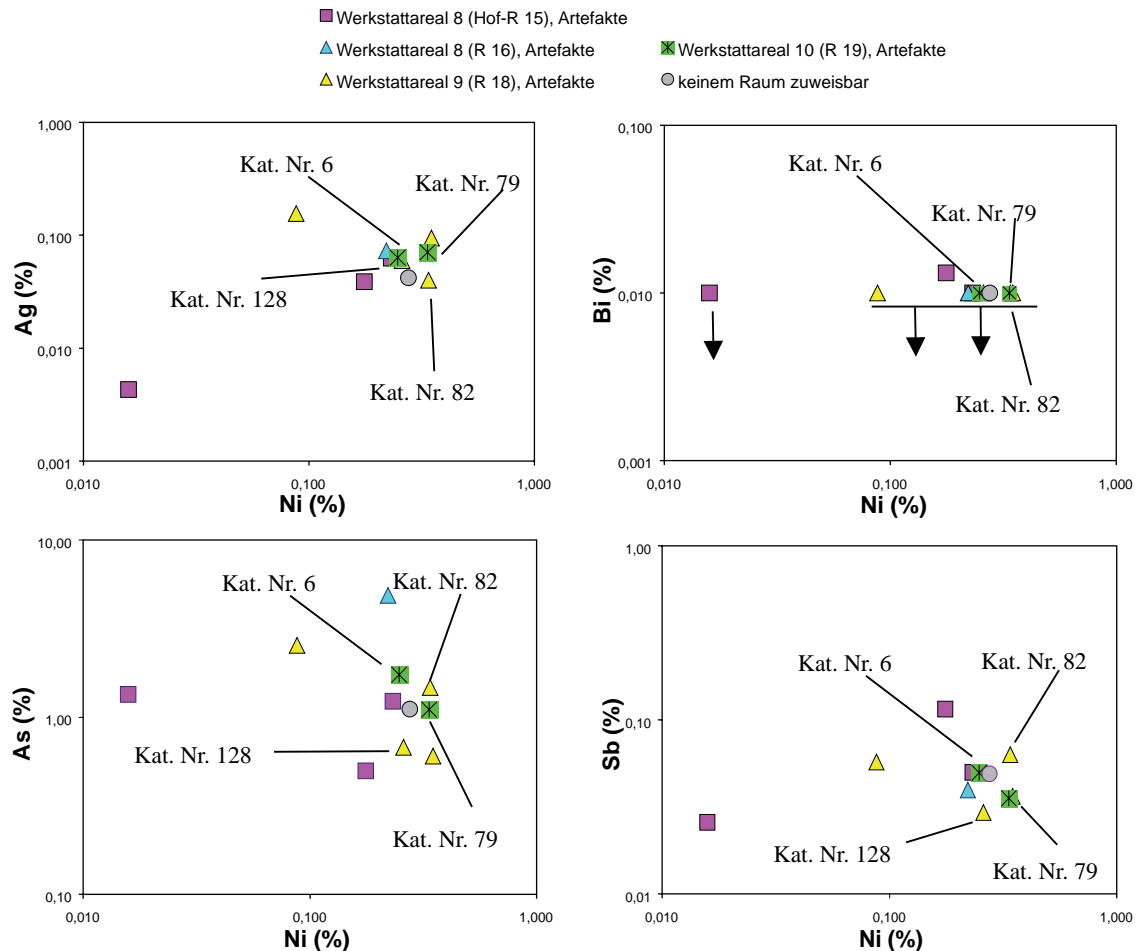 Werkstattareal 8 (Hof-R 15), Artefakte
Werkstattareal 8 (R 16), Artefakte
Werkstattareal 10 (R 19), Artefakte
Werkstattareal 9 (R 18), Artefakte
keinem Raum zuweisbar
1,000
0,100
0,010
0,001
Ag (%)
Kat. Nr. 6
Kat. Nr. 79
Kat. Nr. 128
Kat. Nr. 82
0,010
0,100
1,000
Ni (%)
0,100
0,010
0,001
Bi (%)
Kat. Nr. 6
Kat. Nr. 79
Kat. Nr. 82
0,010
0,100
1,000
Ni (%)
10,00
1,00
0,10
As (%)
Kat. Nr. 6
Kat. Nr. 82
Kat. Nr. 128
Kat. Nr. 79
0,010
0,100
1,000
Ni (%)
1,00
0,10
0,01
Sb (%)
Kat. Nr. 6
Kat. Nr. 82
Kat. Nr. 128
Kat. Nr. 79
0,010
0,100
1,000
Ni (%)